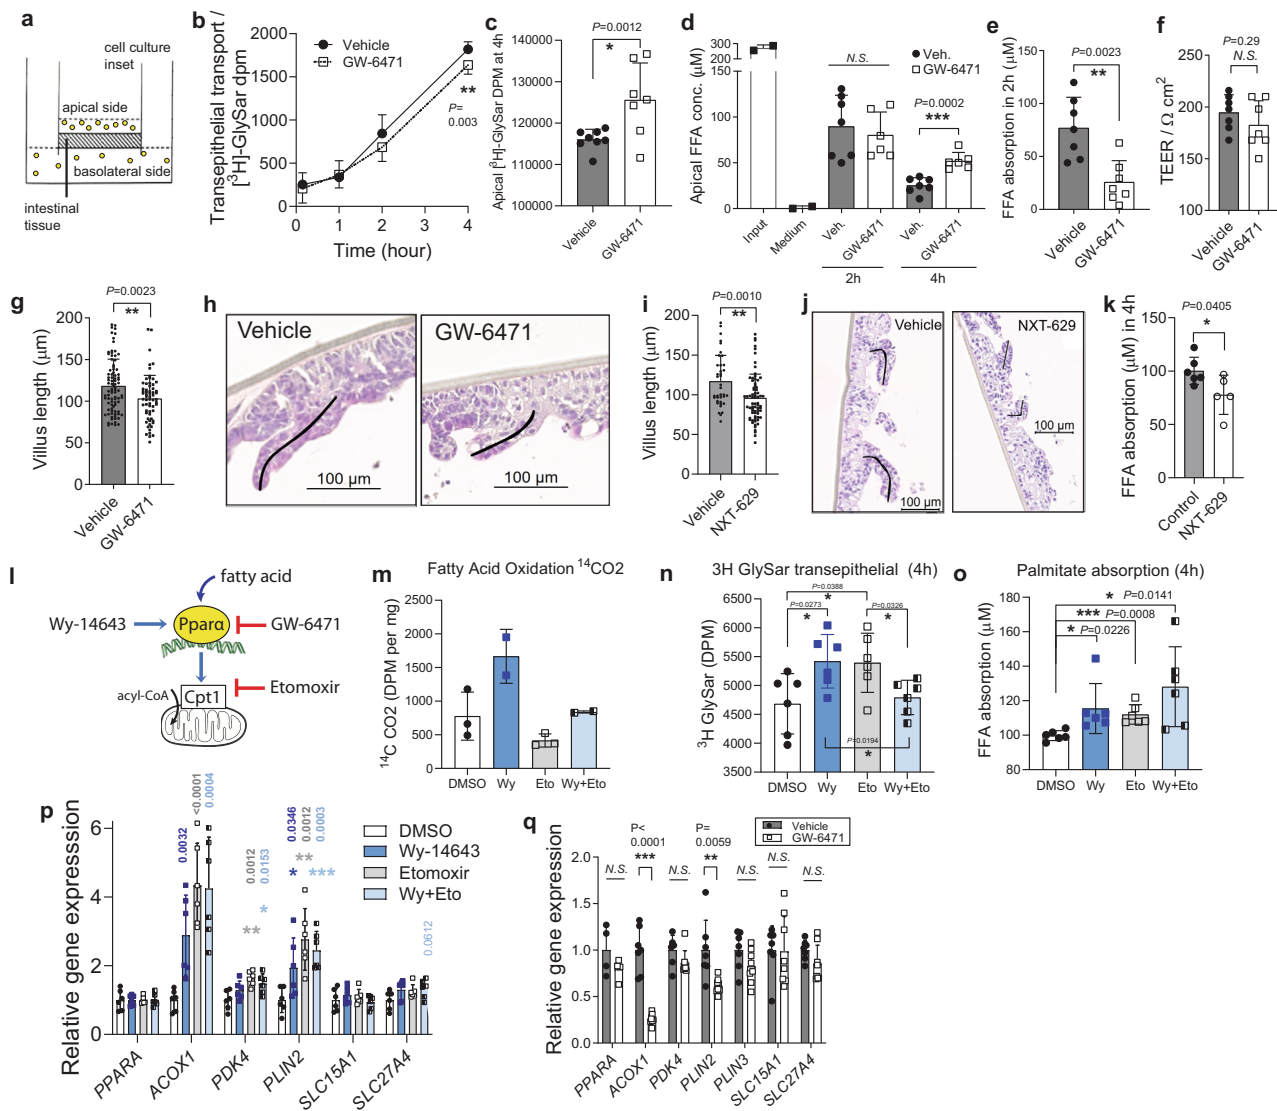 a
cell culture
inset
apical side
basolateral side
intestinal
tissue
b
Transepithelial transport /
[³H]-GlySar dpm
2000
1500
1000
500
0
Vehicle
GW-6471
**
P=
0.003
0
1
2
3
4
Time (hour)
c
Apical [³H]-GlySar DPM at 4h
P=0.0012
*
140000
130000
120000
110000
100000
Vehicle
GW-6471
d
Apical FFA conc. (μM)
300
200
150
100
50
0
Veh.
GW-6471
N.S.
P=0.0002
***
Input
Medium
Veh.
GW-6471
Veh.
GW-6471
2h
4h
e
FFA absorption in 2h (μM)
P=0.0023
**
150
100
50
0
Vehicle
GW-6471
f
TEER / Ω cm²
P=0.29
N.S.
250
200
150
100
Vehicle
GW-6471
g
Villus length (μm)
P=0.0023
**
200
150
100
50
0
Vehicle
GW-6471
h
Vehicle
100 μm
GW-6471
100 μm
i
Villus length (μm)
P=0.0010
**
200
150
100
50
0
Vehicle
NXT-629
j
Vehicle
100 μm
NXT-629
100 μm
k
FFA absorption (μM) in 4h
P=0.0405
*
150
100
50
0
Control
NXT-629
l
fatty acid
Wy-14643
Pparα
GW-6471
acyl-CoA
Cpt1
Etomoxir
m
Fatty Acid Oxidation ¹⁴CO2
¹⁴C CO2 (DPM per mg)
2500
2000
1500
1000
500
0
DMSO
Wy
Eto
Wy+Eto
n
3H GlySar transepithelial (4h)
³H GlySar (DPM)
P=0.0388
*
P=0.0273
*
P=0.0326
*
P=0.0194
*
6500
6000
5500
5000
4500
4000
3500
DMSO
Wy
Eto
Wy+Eto
o
Palmitate absorption (4h)
FFA absorption (μM)
* P=0.0141
*** P=0.0008
* P=0.0226
180
160
140
120
100
80
DMSO
Wy
Eto
Wy+Eto
p
Relative gene expresssion
6
4
2
0
0.0032
<0.0001
0.0004
0.0012
0.0153
**
*
0.0346
0.0012
0.0003
*
**
***
0.0612
DMSO
Wy-14643
Etomoxir
Wy+Eto
PPARA
ACOX1
PDK4
PLIN2
SLC15A1
SLC27A4
q
Relative gene expression
Vehicle
GW-6471
2.0
1.5
1.0
0.5
0.0
N.S.
P<
0.0001
***
N.S.
P=
0.0059
**
N.S.
N.S.
N.S.
PPARA
ACOX1
PDK4
PLIN2
PLIN3
SLC15A1
SLC27A4